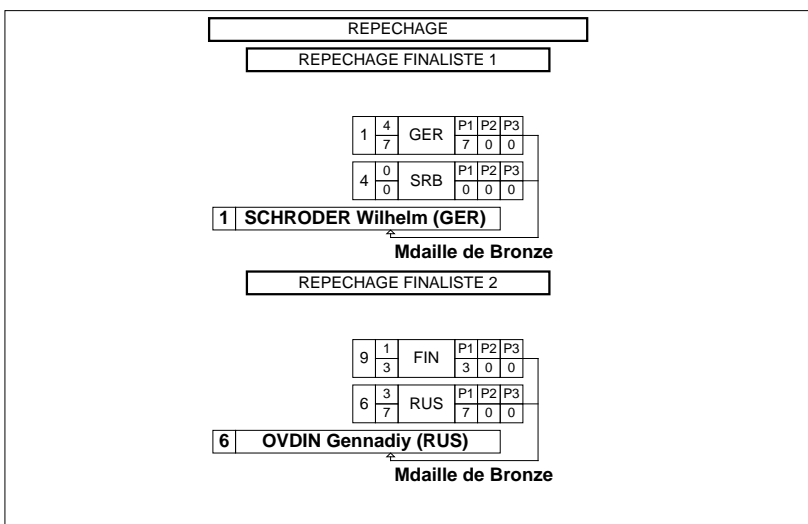 REPECHAGE
REPECHAGE FINALISTE 1
1 4 GER P1 P2 P3
7 7 0 0
4 0 SRB P1 P2 P3
0 0 0 0
1 SCHRODER Wilhelm (GER)
Mdaille de Bronze
REPECHAGE FINALISTE 2
9 1 FIN P1 P2 P3
3 3 0 0
6 3 RUS P1 P2 P3
7 7 0 0
6 OVDIN Gennadiy (RUS)
Mdaille de Bronze